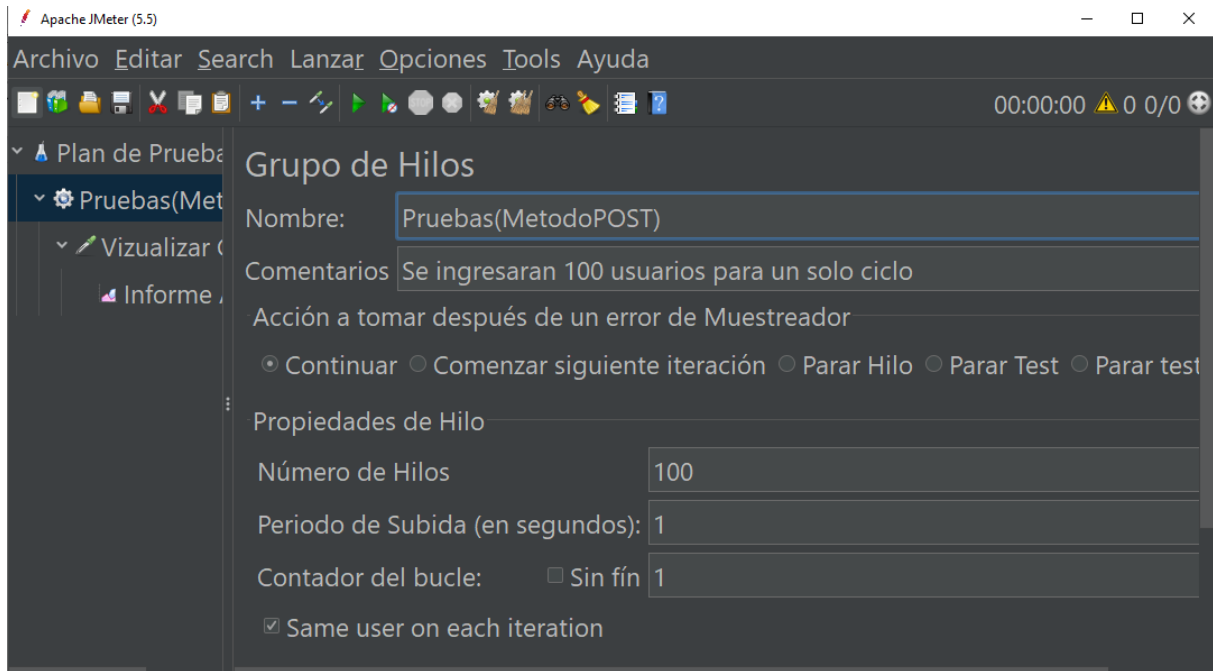 Apache JMeter (5.5)
Archivo Editar Search Lanzar Opciones Tools Ayuda
00:00:00 0 0/0
Plan de Prueba
Pruebas(Met
Vizualizar
Informe
Grupo de Hilos
Nombre: Pruebas(MetodoPOST)
Comentarios Se ingresaran 100 usuarios para un solo ciclo
Acción a tomar después de un error de Muestreador
Continuar Comenzar siguiente iteración Parar Hilo Parar Test Parar test
Propiedades de Hilo
Número de Hilos 100
Periodo de Subida (en segundos): 1
Contador del bucle: Sin fín 1
Same user on each iteration